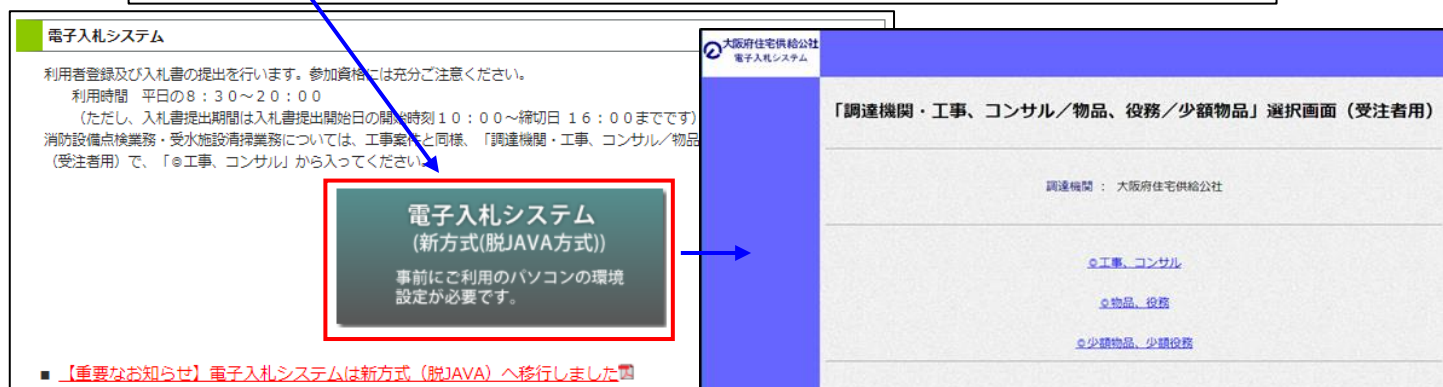 電子入札システム
利用者登録及び入札書の提出を行います。参加資格には充分ご注意ください。
利用時間 平日の8:30~20:00
(ただし、入札書提出期間は入札書提出開始日の開始時刻10:00~締切日 16:00までです)
消防設備点検業務・受水施設清掃業務については、工事案件と同様、「調達機関・工事、コンサル/物品
(受注者用)で、「◎工事、コンサル」から入ってください。
電子入札システム
(新方式(脱JAVA方式))
事前にご利用のパソコンの環境
設定が必要です。
■ 【重要なお知らせ】電子入札システムは新方式(脱JAVA)へ移行しました
大阪府住宅供給公社
電子入札システム
「調達機関・工事、コンサル/物品、役務/少額物品」選択画面(受注者用)
調達機関 : 大阪府住宅供給公社
◎工事、コンサル
◎物品、役務
◎少額物品、少額役務